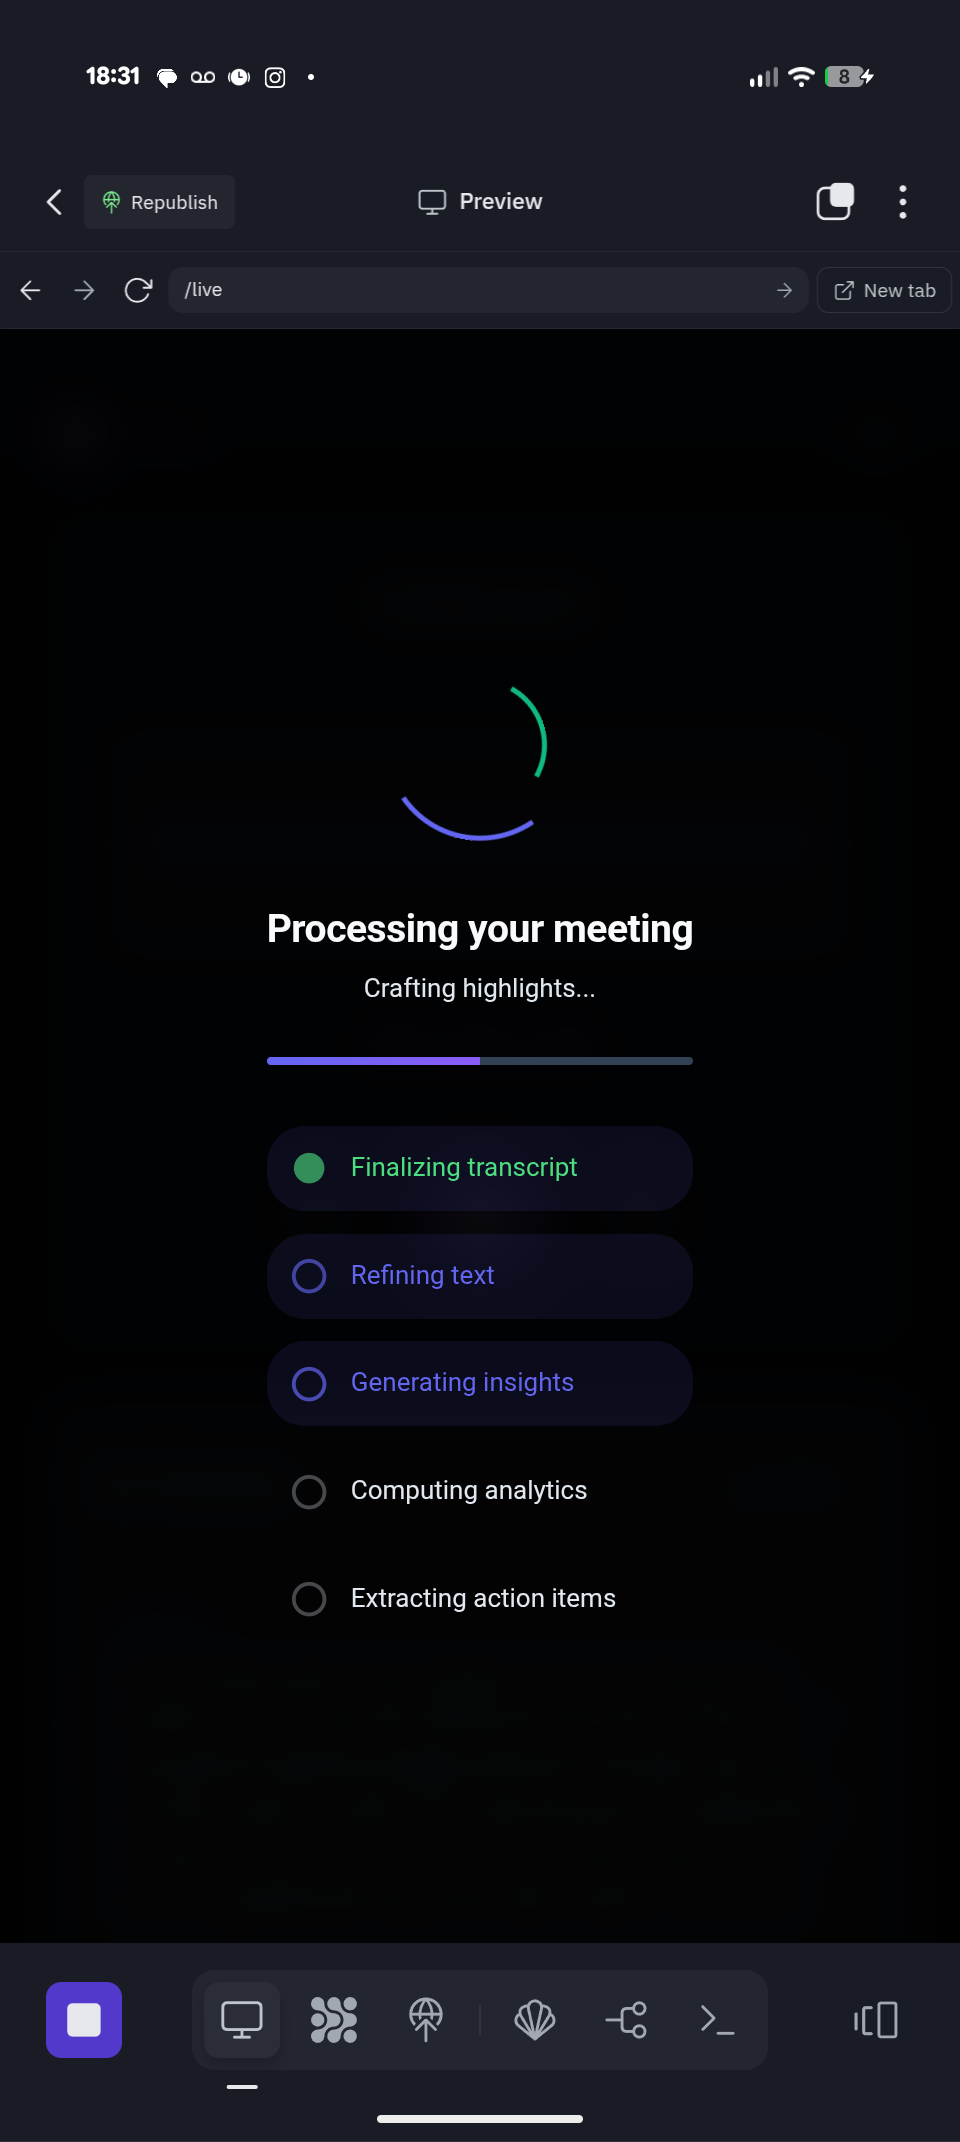 18:31
8
Republish
Preview
/live
New tab
Processing your meeting
Crafting highlights...
Finalizing transcript
Refining text
Generating insights
Computing analytics
Extracting action items